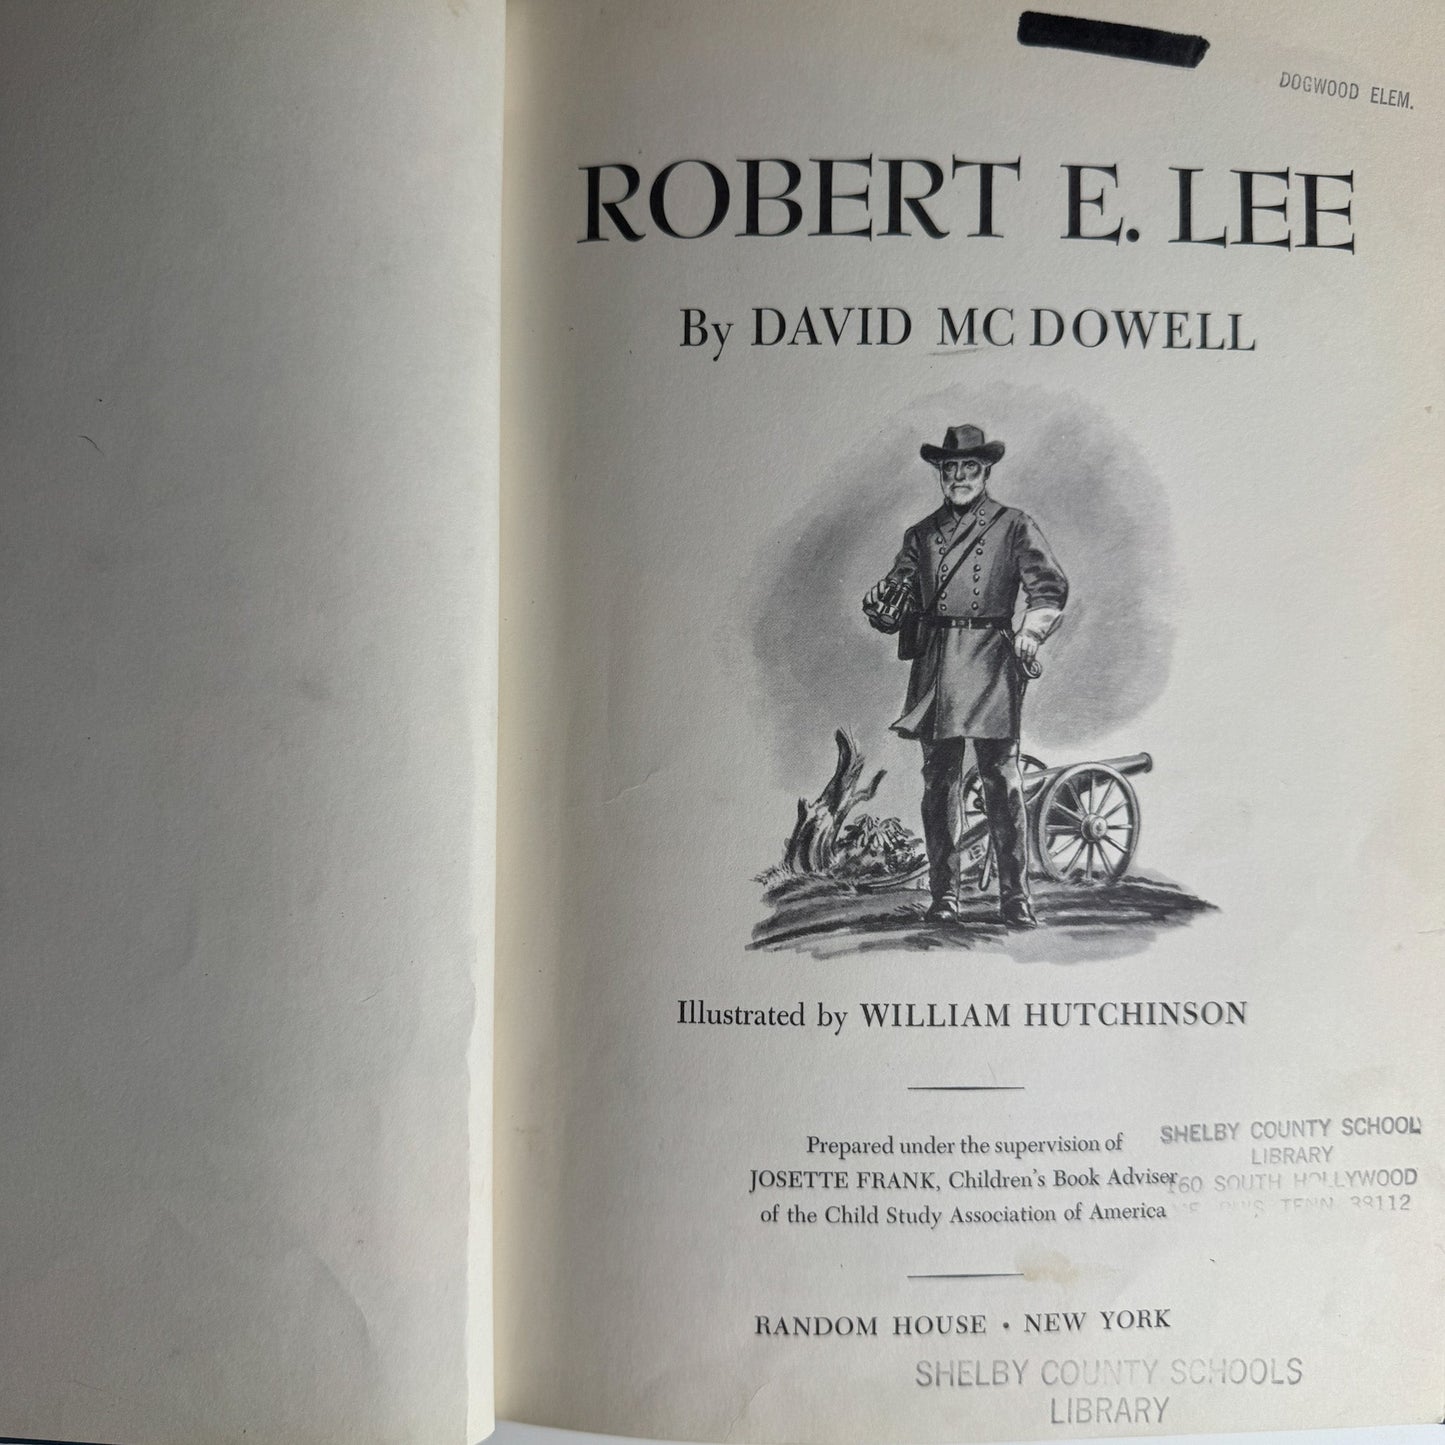 DOGWOOD ELEM.
ROBERT E. LEE
By DAVID MC DOWELL
Illustrated by WILLIAM HUTCHINSON
Prepared under the supervision of
JOSETTE FRANK, Children's Book Adviser
of the Child Study Association of America
SHELBY COUNTY SCHOOL
LIBRARY
160 SOUTH HOLLYWOOD
TENN 38112
RANDOM HOUSE • NEW YORK
SHELBY COUNTY SCHOOLS
LIBRARY